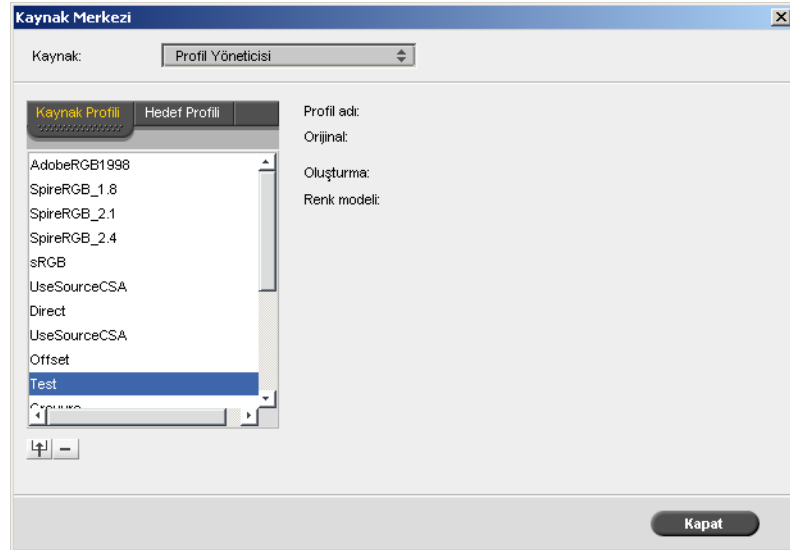 Kaynak Merkezi
Kaynak: Profil Yöneticisi
Kaynak Profili Hedef Profili
AdobeRGB1998
SpireRGB_1.8
SpireRGB_2.1
SpireRGB_2.4
sRGB
UseSourceCSA
Direct
UseSourceCSA
Offset
Test
Profil adı:
Orijinal:
Oluşturma:
Renk modeli:
Kapat